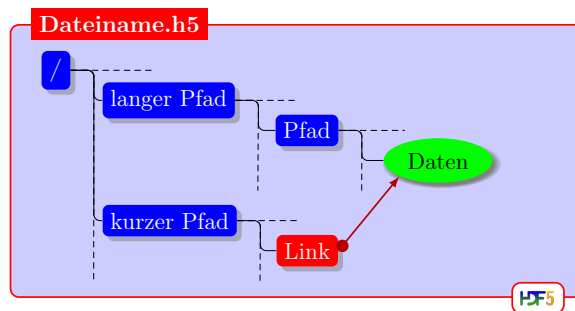 Dateiname.h5
/
langer Pfad
Pfad
Daten
kurzer Pfad
Link
HDF5